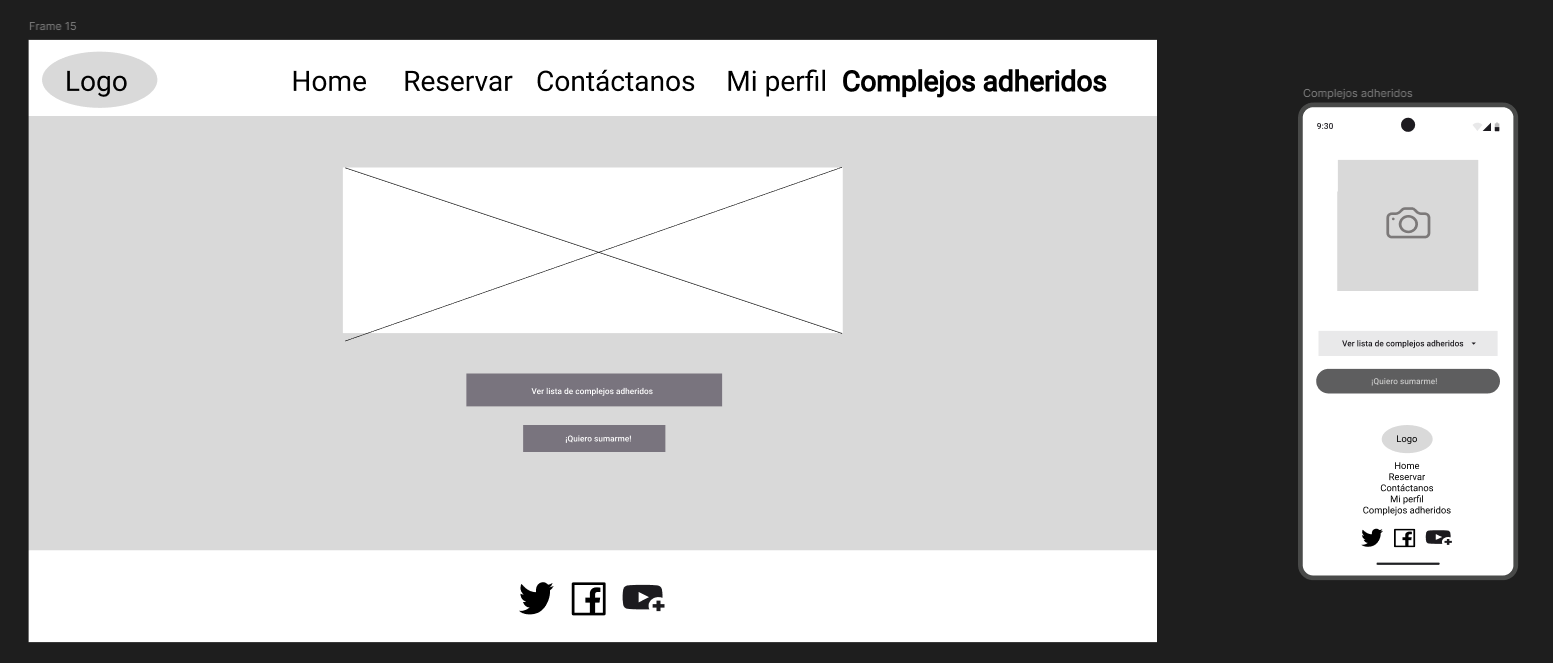 Frame 15
Logo
Home Reservar Contáctanos Mi perfil Complejos adheridos
Ver lista de complejos adheridos
¡Quiero sumarme!
Complejos adheridos
9:30
Ver lista de complejos adheridos
¡Quiero sumarme!
Logo
Home
Reservar
Contáctanos
Mi perfil
Complejos adheridos